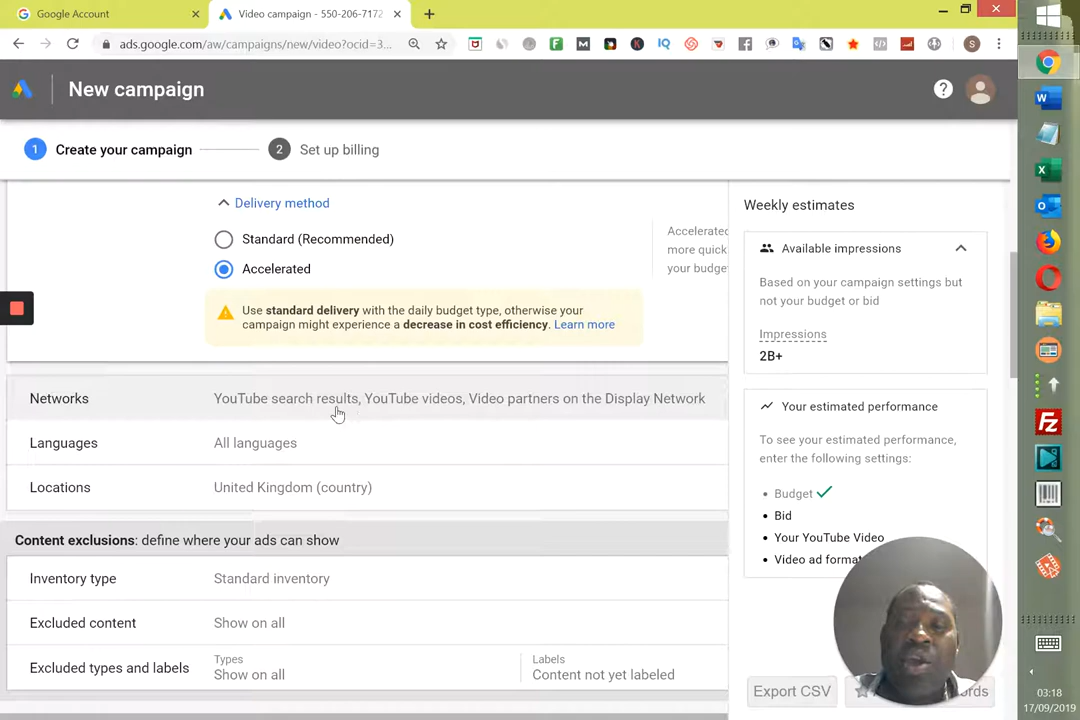 Google Account
Video campaign - 550-206-7172
ads.google.com/aw/campaigns/new/video?ocid=3...
New campaign
1 Create your campaign
2 Set up billing
Delivery method
Standard (Recommended)
Accelerated
Accelerated
more quick
your budge
Use standard delivery with the daily budget type, otherwise your
campaign might experience a decrease in cost efficiency. Learn more
Networks YouTube search results, YouTube videos, Video partners on the Display Network
Languages All languages
Locations United Kingdom (country)
Content exclusions: define where your ads can show
Inventory type Standard inventory
Excluded content Show on all
Excluded types and labels
Types
Show on all
Labels
Content not yet labeled
Weekly estimates
Available impressions
Based on your campaign settings but
not your budget or bid
Impressions
2B+
Your estimated performance
To see your estimated performance,
enter the following settings:
Budget
Bid
Your YouTube Video
Video ad forma
Export CSV
03:18
17/09/2019